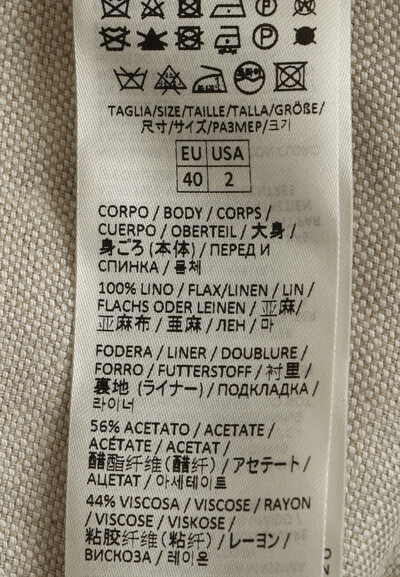 TAGLIA/SIZE/TAILLE/TALLA/GRÖßE/
尺寸/サイズ/РАЗМЕР/크기
EU USA
40 2
CORPO / BODY / CORPS /
CUERPO / OBERTEIL / 大身 /
身ごろ (本体) / ПЕРЕД И
СПИНКА / 몸체
100% LINO / FLAX/LINEN / LIN /
FLACHS ODER LEINEN / 亚麻/
亚麻布 / 亜麻 / ЛЕН / 마
FODERA / LINER / DOUBLURE /
FORRO / FUTTERSTOFF / 衬里/
裏地 (ライナー) / ПОДКЛАДКА /
라이너
56% ACETATO / ACETATE /
ACÉTATE / ACETAT /
醋酯纤维(醋纤) / アセテート/
АЦЕТАТ / 아세테이트
44% VISCOSA / VISCOSE / RAYON
/ VISCOSE / VISKOSE /
粘胶纤维(粘纤) / レーヨン/
ВИСКОЗА / 레이온